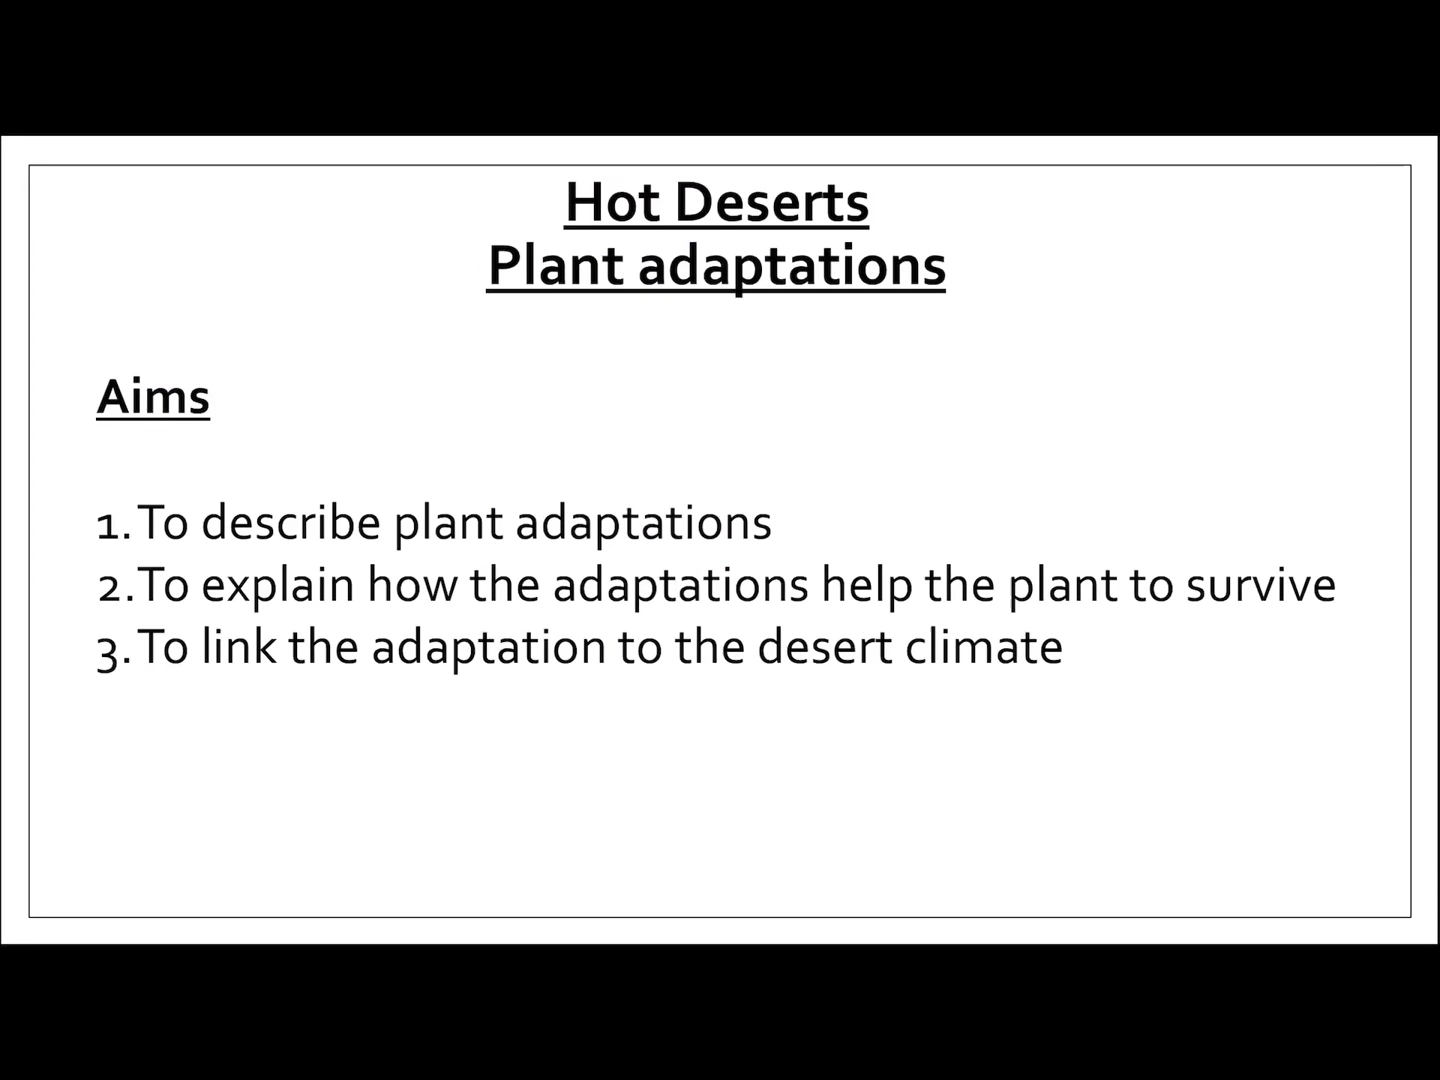 Hot Deserts
Plant adaptations
Aims
1. To describe plant adaptations
2. To explain how the adaptations help the plant to survive
3. To link the adaptation to the desert climate